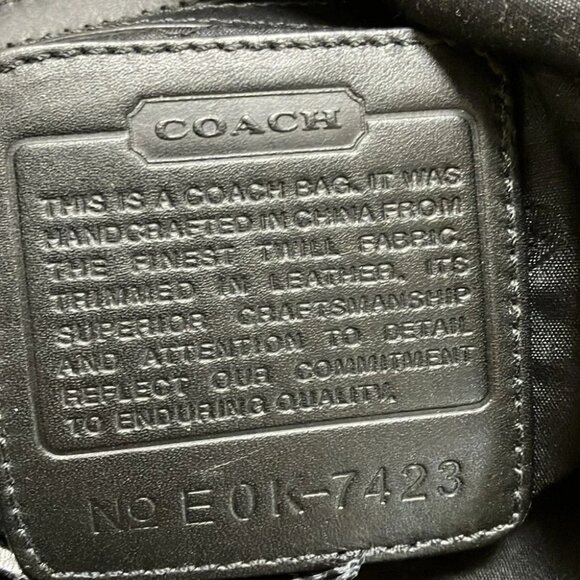 COACH
THIS IS A COACH BAG. IT WAS
HANDCRAFTED IN CHINA FROM
THE FINEST TWILL FABRIC.
TRIMMED IN LEATHER. ITS
SUPERIOR CRAFTSMANSHIP
AND ATTENTION TO DETAIL
REFLECT OUR COMMITMENT
TO ENDURING QUALITY.
No E0K-7423